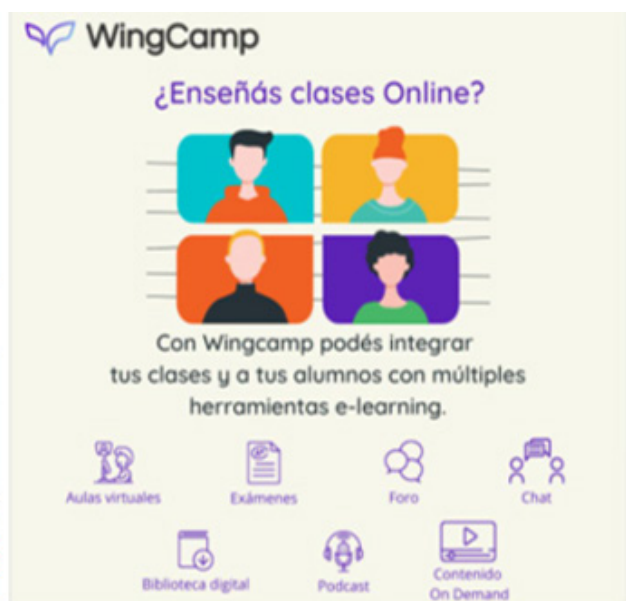 WingCamp
¿Enseñás clases Online?
Con Wingcamp podés integrar
tus clases y a tus alumnos con múltiples
herramientas e-learning.
Aulas virtuales
Exámenes
Foro
Chat
Biblioteca digital
Podcast
Contenido
On Demand